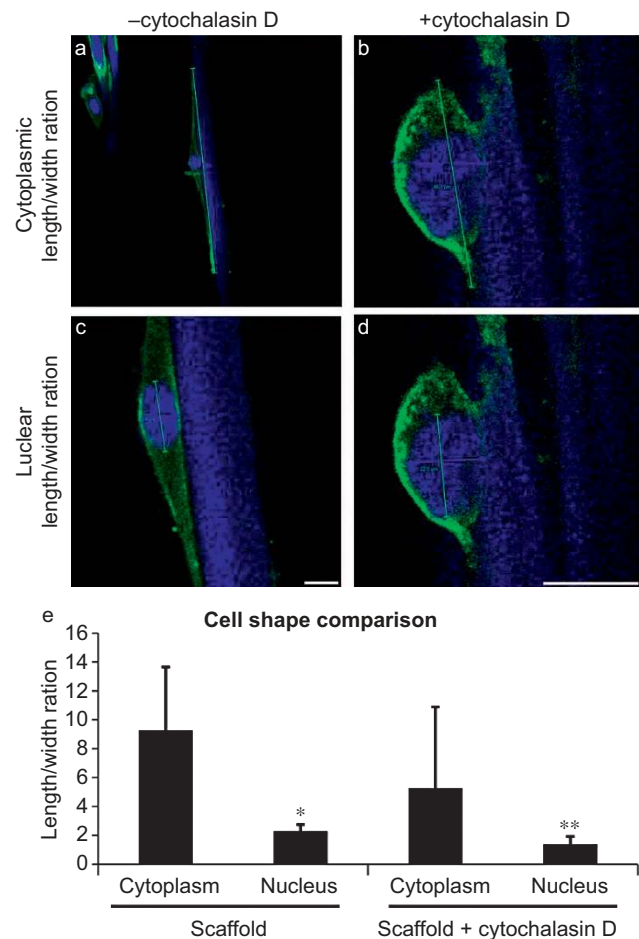 –cytochalasin D
+cytochalasin D
Cytoplasmic
length/width ration
a
b
Luclear
length/width ration
c
d
e
Cell shape comparison
Length/width ration
16
14
12
10
8
6
4
2
0
*
**
Cytoplasm
Nucleus
Cytoplasm
Nucleus
Scaffold
Scaffold + cytochalasin D